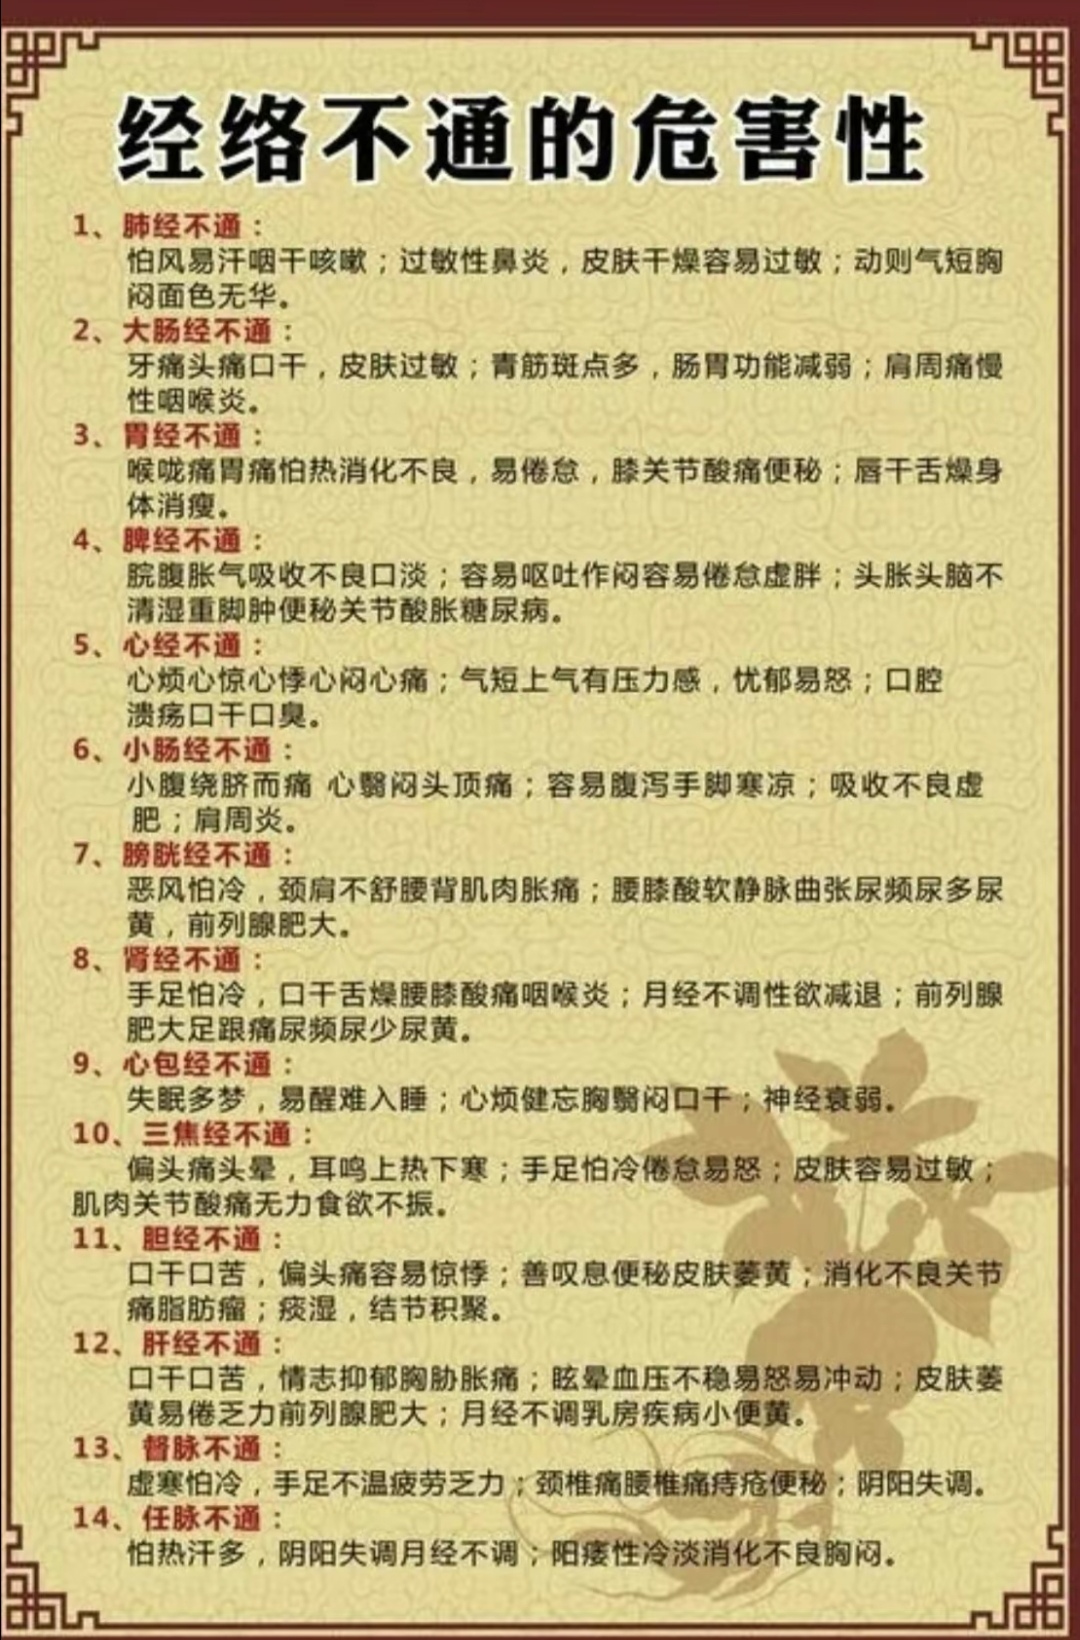 经络不通的危害性
1、肺经不通：
怕风易汗咽干咳嗽；过敏性鼻炎，皮肤干燥容易过敏；动则气短胸
闷面色无华。
2、大肠经不通：
牙痛头痛口干，皮肤过敏；青筋斑点多，肠胃功能减弱；肩周痛慢
性咽喉炎。
3、胃经不通：
喉咙痛胃痛怕热消化不良，易倦怠，膝关节酸痛便秘；唇干舌燥身
体消瘦。
4、脾经不通：
脘腹胀气吸收不良口淡；容易呕吐作闷容易倦怠虚胖；头胀头脑不
清湿重脚肿便秘关节酸胀糖尿病。
5、心经不通：
心烦心惊心悸心闷心痛；气短上气有压力感，忧郁易怒；口腔
溃疡口干口臭。
6、小肠经不通：
小腹绕脐而痛 心翳闷头顶痛；容易腹泻手脚寒凉；吸收不良虚
肥；肩周炎。
7、膀胱经不通：
恶风怕冷，颈肩不舒腰背肌肉胀痛；腰膝酸软静脉曲张尿频尿多尿
黄，前列腺肥大。
8、肾经不通：
手足怕冷，口干舌燥腰膝酸痛咽喉炎；月经不调性欲减退；前列腺
肥大足跟痛尿频尿少尿黄。
9、心包经不通：
失眠多梦，易醒难入睡；心烦健忘胸翳闷口干；神经衰弱。
10、三焦经不通：
偏头痛头晕，耳鸣上热下寒；手足怕冷倦怠易怒；皮肤容易过敏；
肌肉关节酸痛无力食欲不振。
11、胆经不通：
口干口苦，偏头痛容易惊悸；善叹息便秘皮肤萎黄；消化不良关节
痛脂肪瘤；痰湿，结节积聚。
12、肝经不通：
口干口苦，情志抑郁胸胁胀痛；眩晕血压不稳易怒易冲动；皮肤萎
黄易倦乏力前列腺肥大；月经不调乳房疾病小便黄。
13、督脉不通：
虚寒怕冷，手足不温疲劳乏力；颈椎痛腰椎痛痔疮便秘；阴阳失调。
14、任脉不通：
怕热汗多，阴阳失调月经不调；阳痿性冷淡消化不良胸闷。